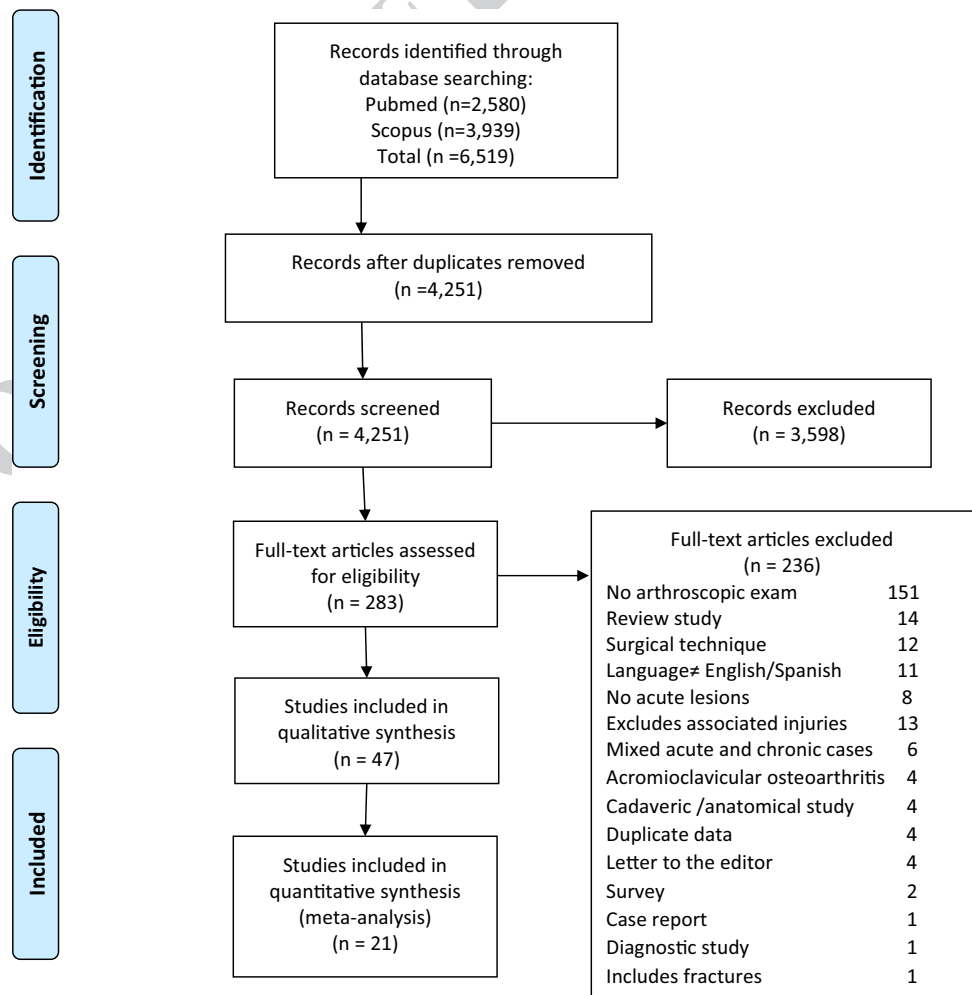 Identification
Records identified through
database searching:
Pubmed (n=2,580)
Scopus (n=3,939)
Total (n =6,519)
Records after duplicates removed
(n =4,251)
Screening
Records screened
(n = 4,251)
Records excluded
(n = 3,598)
Eligibility
Full-text articles assessed
for eligibility
(n = 283)
Full-text articles excluded
(n = 236)
No arthroscopic exam 151
Review study 14
Surgical technique 12
Language≠ English/Spanish 11
No acute lesions 8
Excludes associated injuries 13
Mixed acute and chronic cases 6
Acromioclavicular osteoarthritis 4
Cadaveric /anatomical study 4
Duplicate data 4
Letter to the editor 4
Survey 2
Case report 1
Diagnostic study 1
Includes fractures 1
Studies included in
qualitative synthesis
(n = 47)
Included
Studies included in
quantitative synthesis
(meta-analysis)
(n = 21)